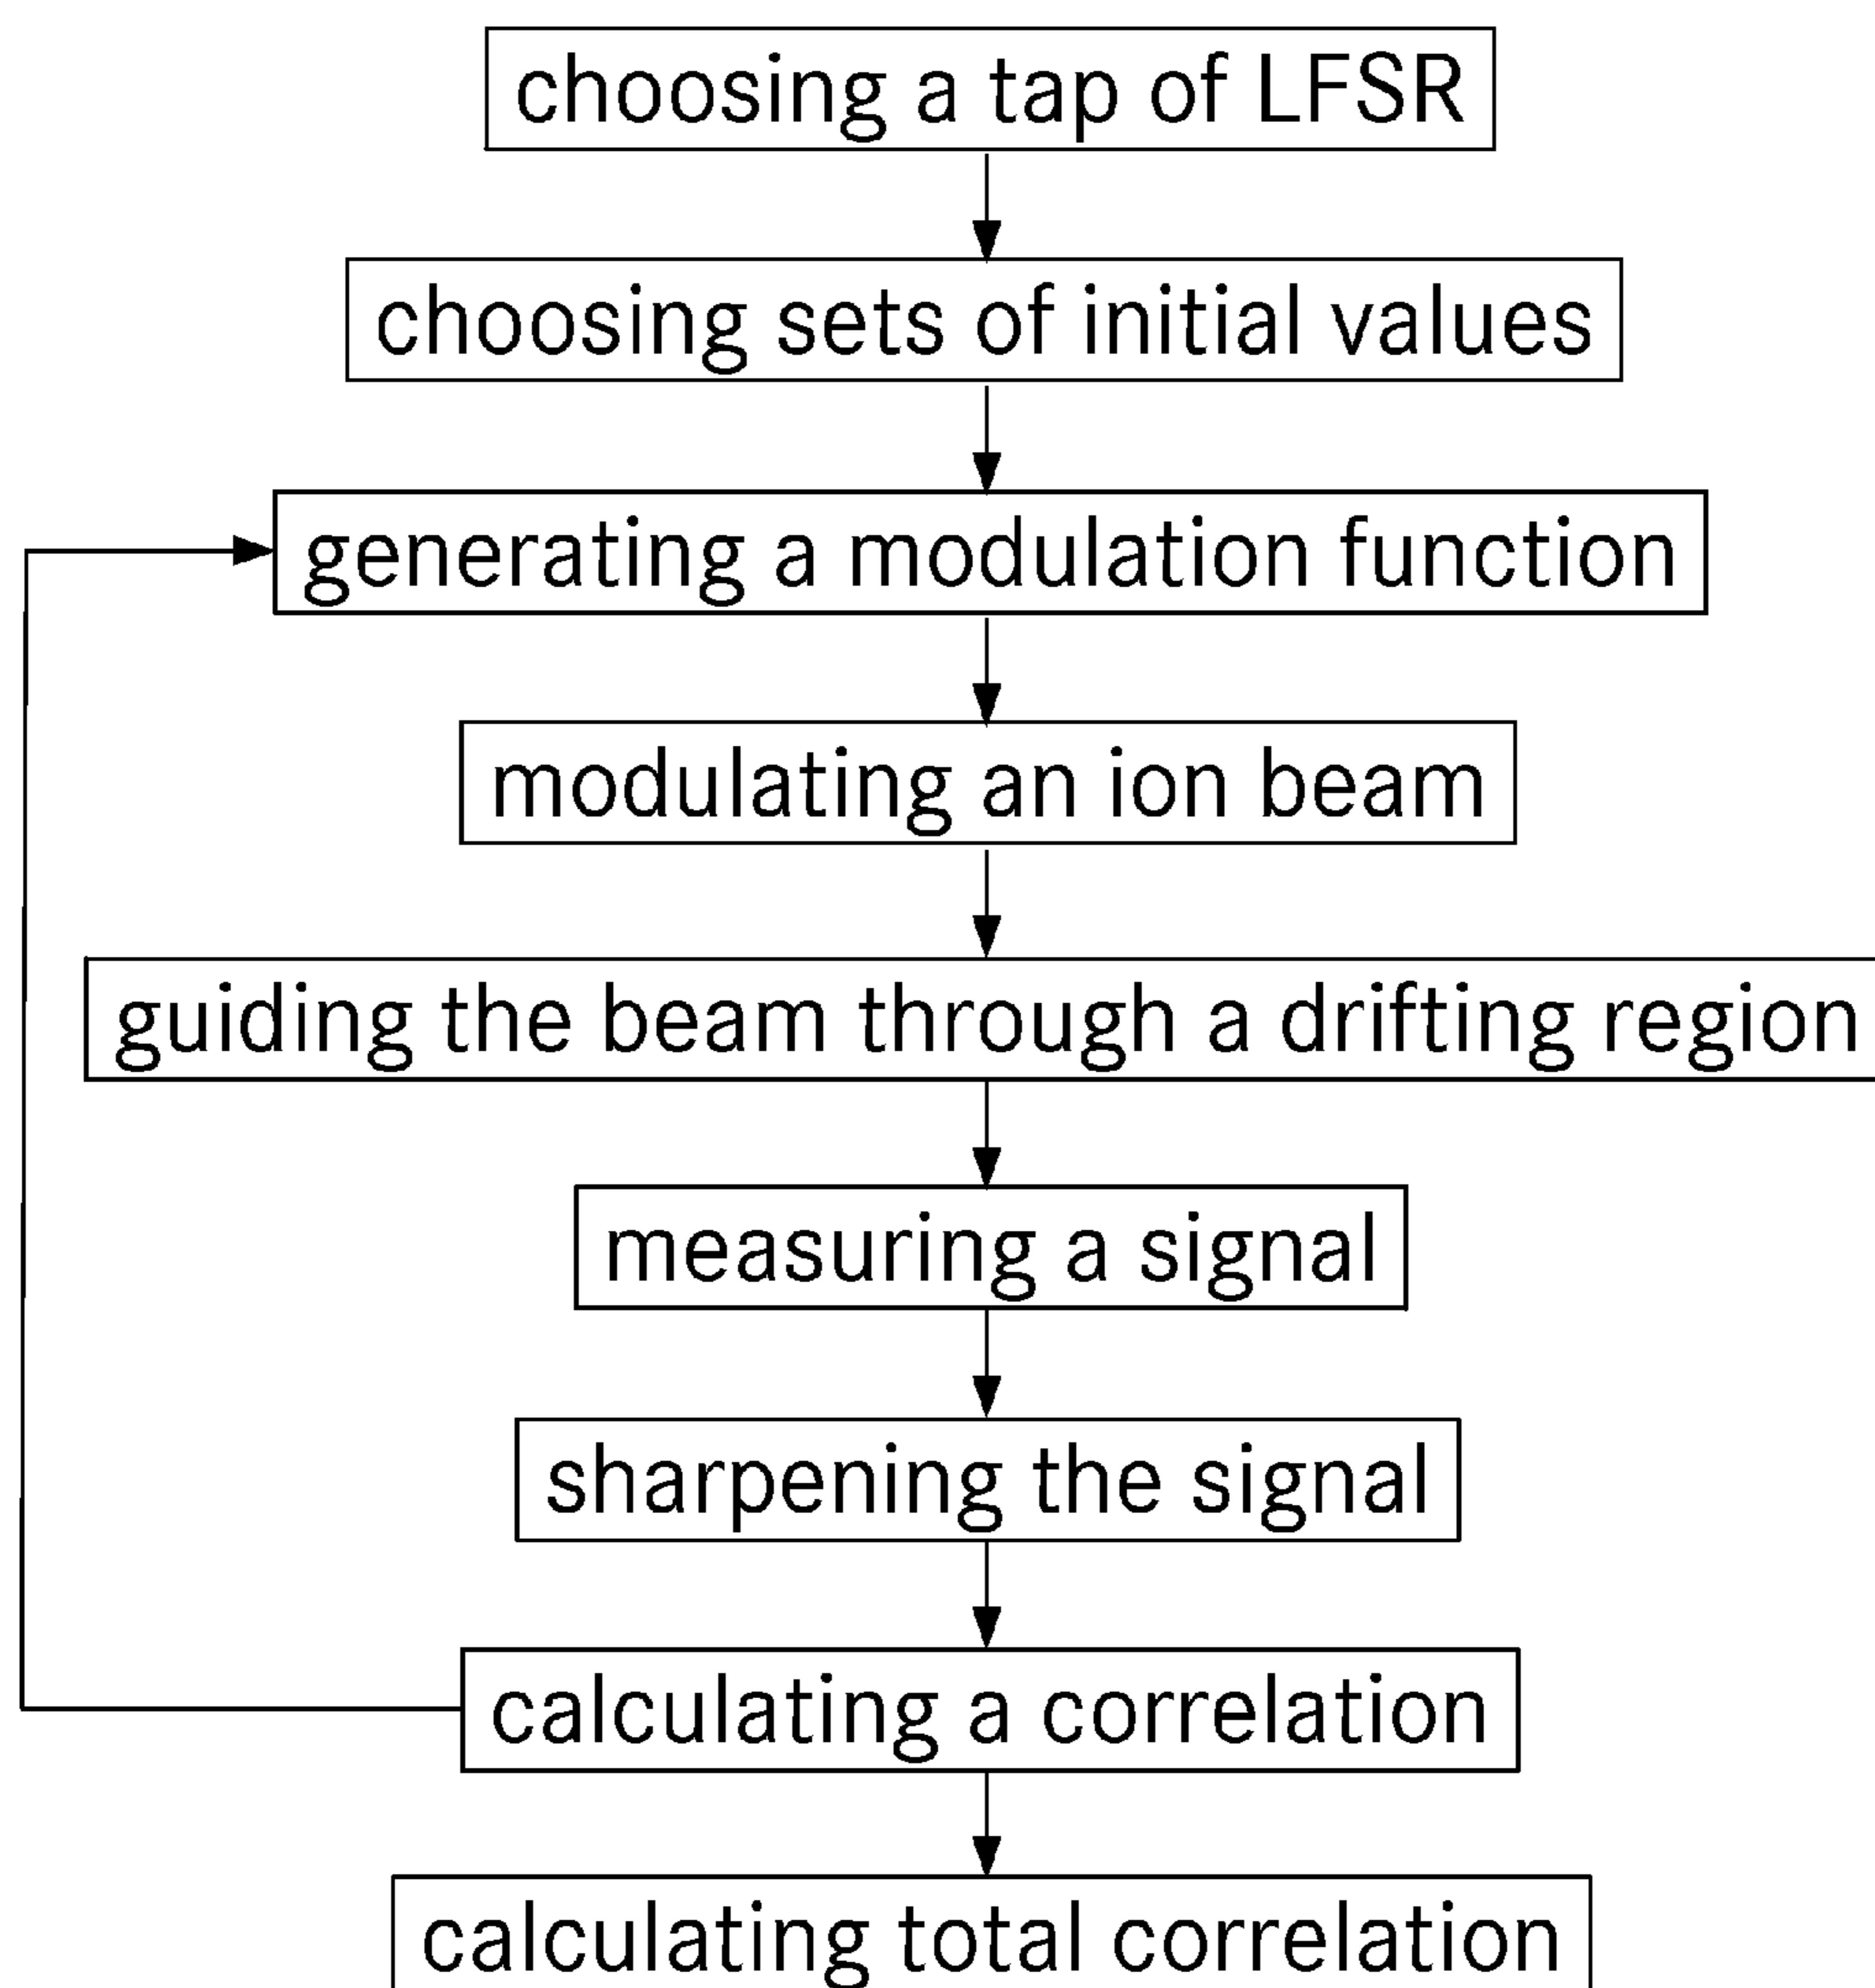 choosing a tap of LFSR
choosing sets of initial values
generating a modulation function
modulating an ion beam
guiding the beam through a drifting region
measuring a signal
sharpening the signal
calculating a correlation
calculating total correlation